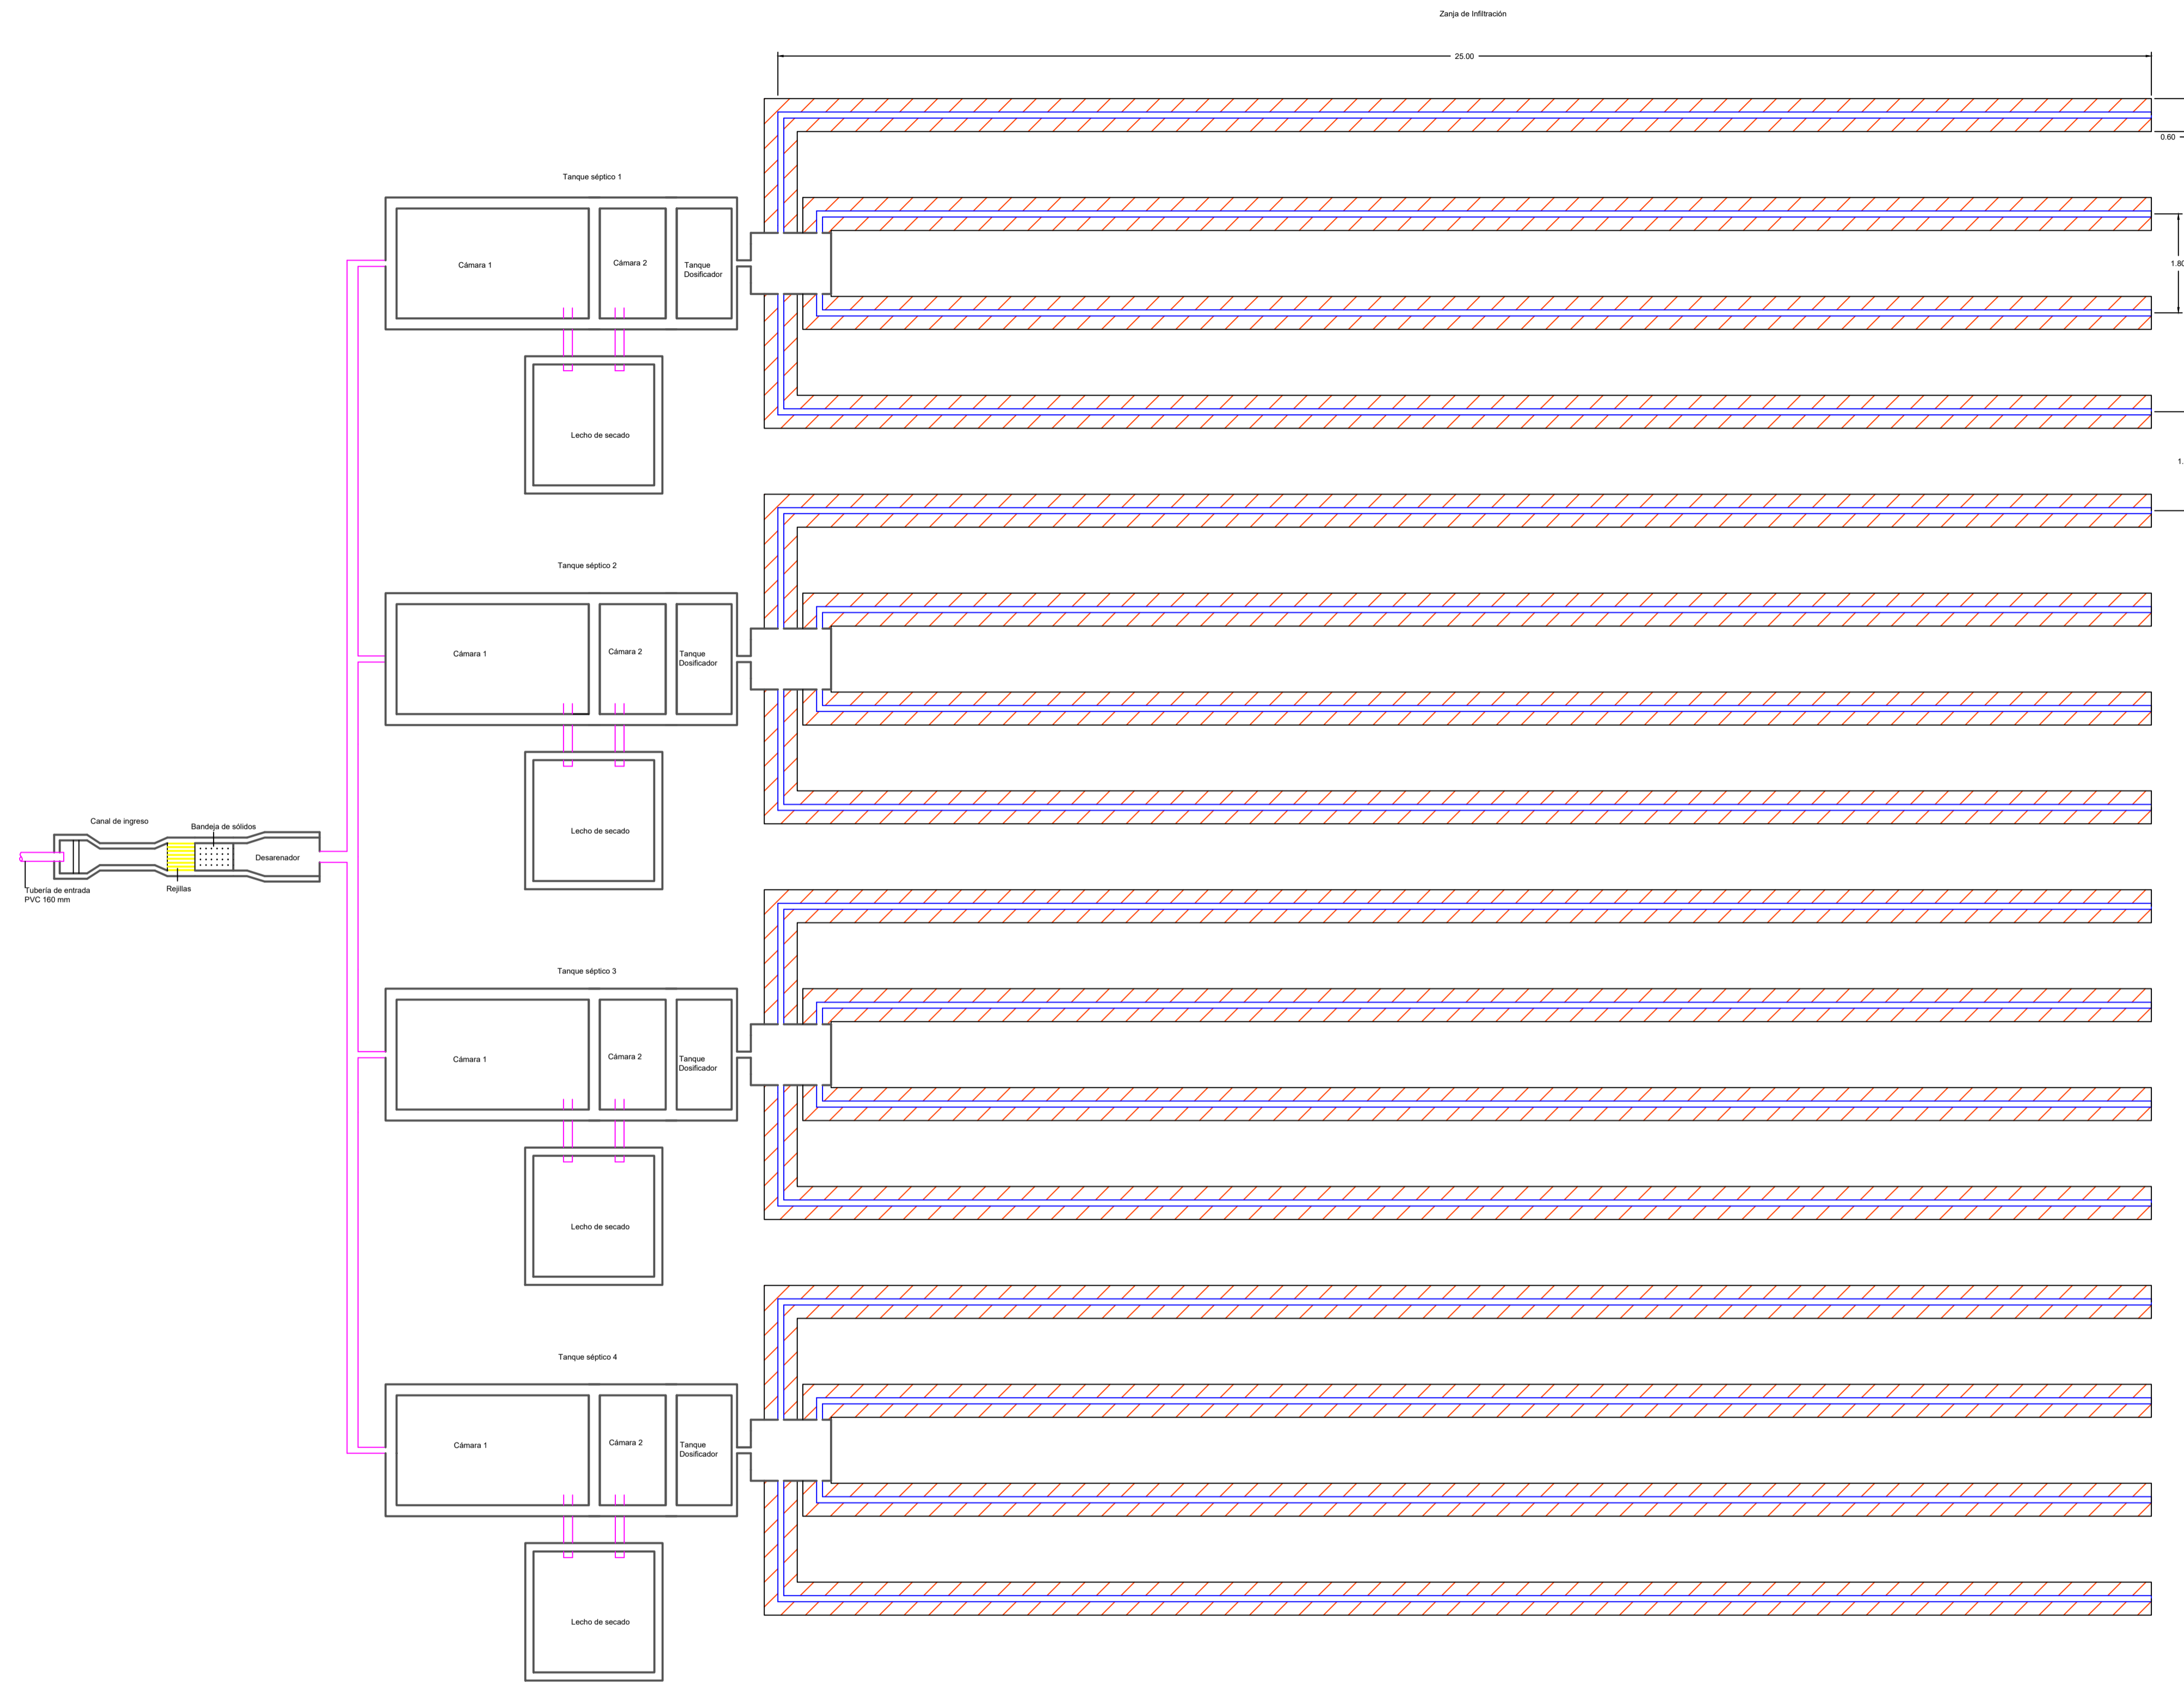 Zanja de Infiltración
25.00
0.60
Tanque séptico 1
Cámara 1
Cámara 2
Tanque
Dosificador
1.80
Lecho de secado
1.
Tanque séptico 2
Cámara 1
Cámara 2
Tanque
Dosificador
Lecho de secado
Canal de ingreso
Bandeja de sólidos
Desarenador
Tubería de entrada
PVC 160 mm
Rejillas
Tanque séptico 3
Cámara 1
Cámara 2
Tanque
Dosificador
Lecho de secado
Tanque séptico 4
Cámara 1
Cámara 2
Tanque
Dosificador
Lecho de secado